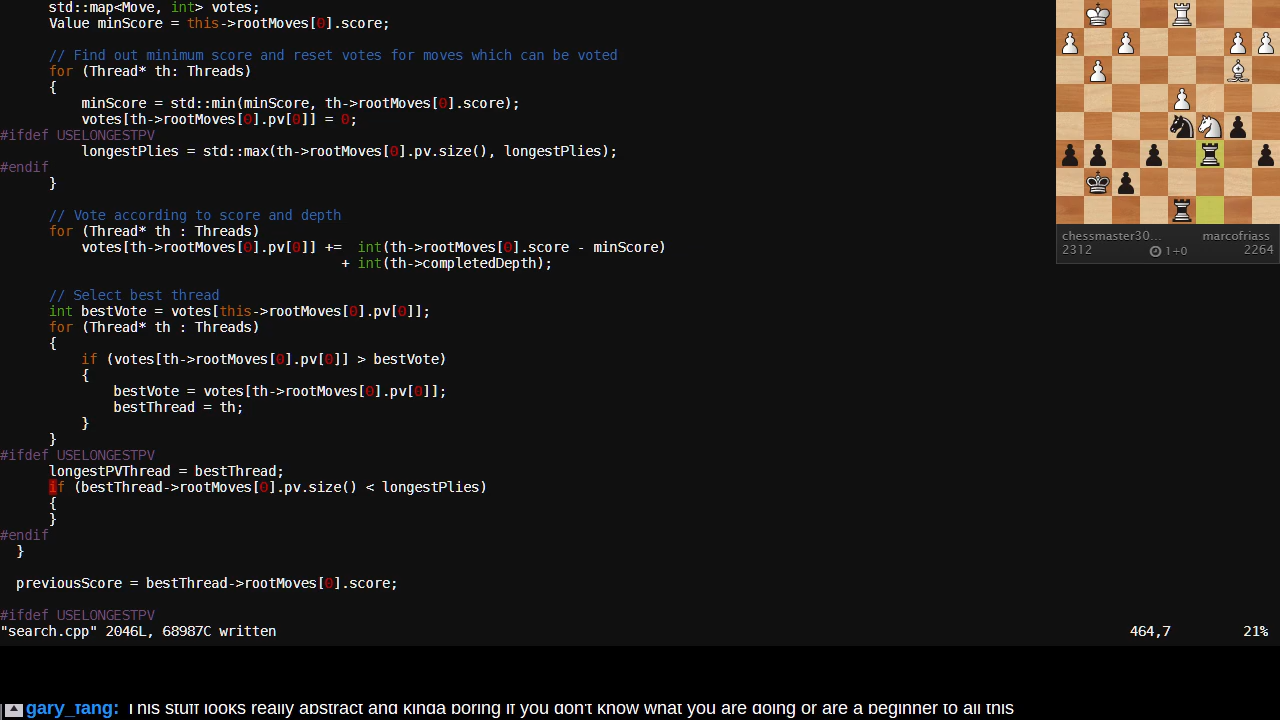 std::map<Move, int> votes;
Value minScore = this->rootMoves[0].score;
// Find out minimum score and reset votes for moves which can be voted
for (Thread* th: Threads)
{
minScore = std::min(minScore, th->rootMoves[0].score);
votes[th->rootMoves[0].pv[0]] = 0;
#ifdef USELONGESTPV
longestPlies = std::max(th->rootMoves[0].pv.size(), longestPlies);
#endif
}
// Vote according to score and depth
for (Thread* th : Threads)
votes[th->rootMoves[0].pv[0]] +=  int(th->rootMoves[0].score - minScore)
+ int(th->completedDepth);
// Select best thread
int bestVote = votes[this->rootMoves[0].pv[0]];
for (Thread* th : Threads)
{
if (votes[th->rootMoves[0].pv[0]] > bestVote)
{
bestVote = votes[th->rootMoves[0].pv[0]];
bestThread = th;
}
}
#ifdef USELONGESTPV
longestPVThread = bestThread;
if (bestThread->rootMoves[0].pv.size() < longestPlies)
{
}
#endif
}
previousScore = bestThread->rootMoves[0].score;
#ifdef USELONGESTPV
"search.cpp" 2046L, 68987C written 464,7 21%
chessmaster30... marcofriass
2312 1+0 2264
gary_fang: This stuff looks really abstract and kinda boring if you don't know what you are doing or are a beginner to all this